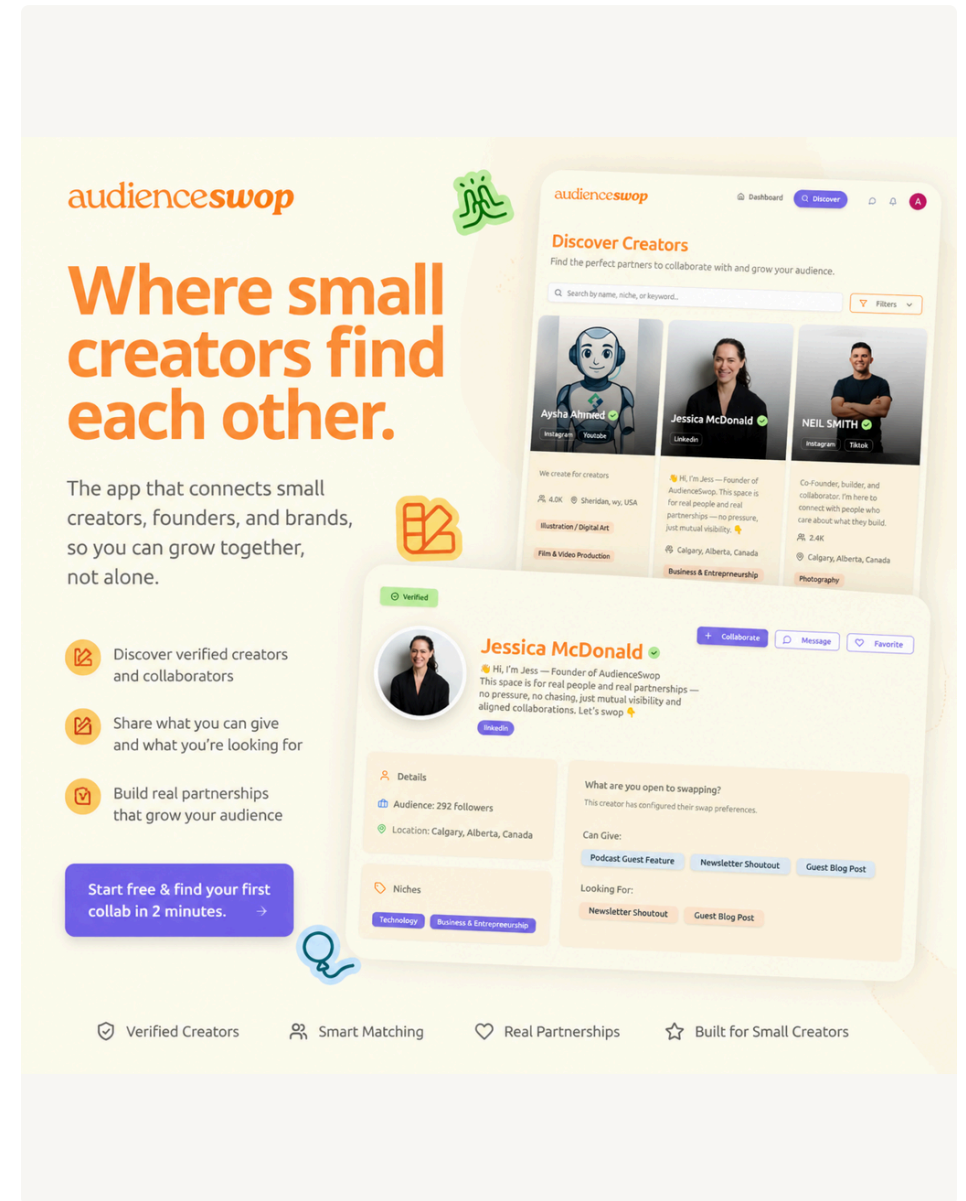 audienceswop
Where small
creators find
each other.
The app that connects small
creators, founders, and brands,
so you can grow together,
not alone.
Discover verified creators
and collaborators
Share what you can give
and what you're looking for
Build real partnerships
that grow your audience
Start free & find your first
collab in 2 minutes. →
audienceswop
Dashboard
Discover
A
Discover Creators
Find the perfect partners to collaborate with and grow your audience.
Search by name, niche, or keyword..
Filters
Aysha Ahmed
Instagram Youtube
We create for creators
4.0K Sheridan, wy, USA
Illustration / Digital Art
Film & Video Production
Jessica McDonald
Linkedin
👋 Hi, I'm Jess — Founder of
AudienceSwop. This space is
for real people and real
partnerships — no pressure,
just mutual visibility. 👇
Calgary, Alberta, Canada
Business & Entreprneurship
NEIL SMITH
Instagram Tiktok
Co-Founder, builder, and
collaborator. I'm here to
connect with people who
care about what they build.
2.4K
Calgary, Alberta, Canada
Photography
Verified
Jessica McDonald
+ Collaborate
Message
Favorite
👋 Hi, I'm Jess — Founder of AudienceSwop
This space is for real people and real partnerships —
no pressure, no chasing, just mutual visibility and
aligned collaborations. Let's swop 👇
linkedin
Details
Audience: 292 followers
Location: Calgary, Alberta, Canada
Niches
Technology Business & Entrepreeurship
What are you open to swapping?
This creator has configured their swap preferences.
Can Give:
Podcast Guest Feature Newsletter Shoutout Guest Blog Post
Looking For:
Newsletter Shoutout Guest Blog Post
Verified Creators
Smart Matching
Real Partnerships
Built for Small Creators